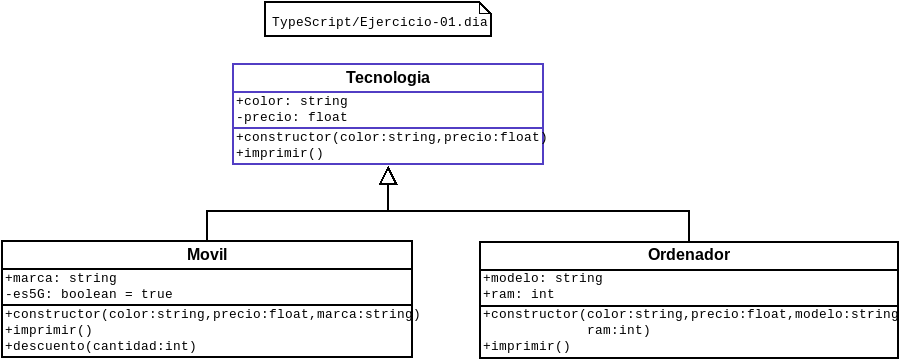 TypeScript/Ejercicio-01.dia
Tecnologia
+color: string
-precio: float
+constructor(color:string,precio:float)
+imprimir()
Movil
+marca: string
-es5G: boolean = true
+constructor(color:string,precio:float,marca:string)
+imprimir()
+descuento(cantidad:int)
Ordenador
+modelo: string
+ram: int
+constructor(color:string,precio:float,modelo:string
ram:int)
+imprimir()